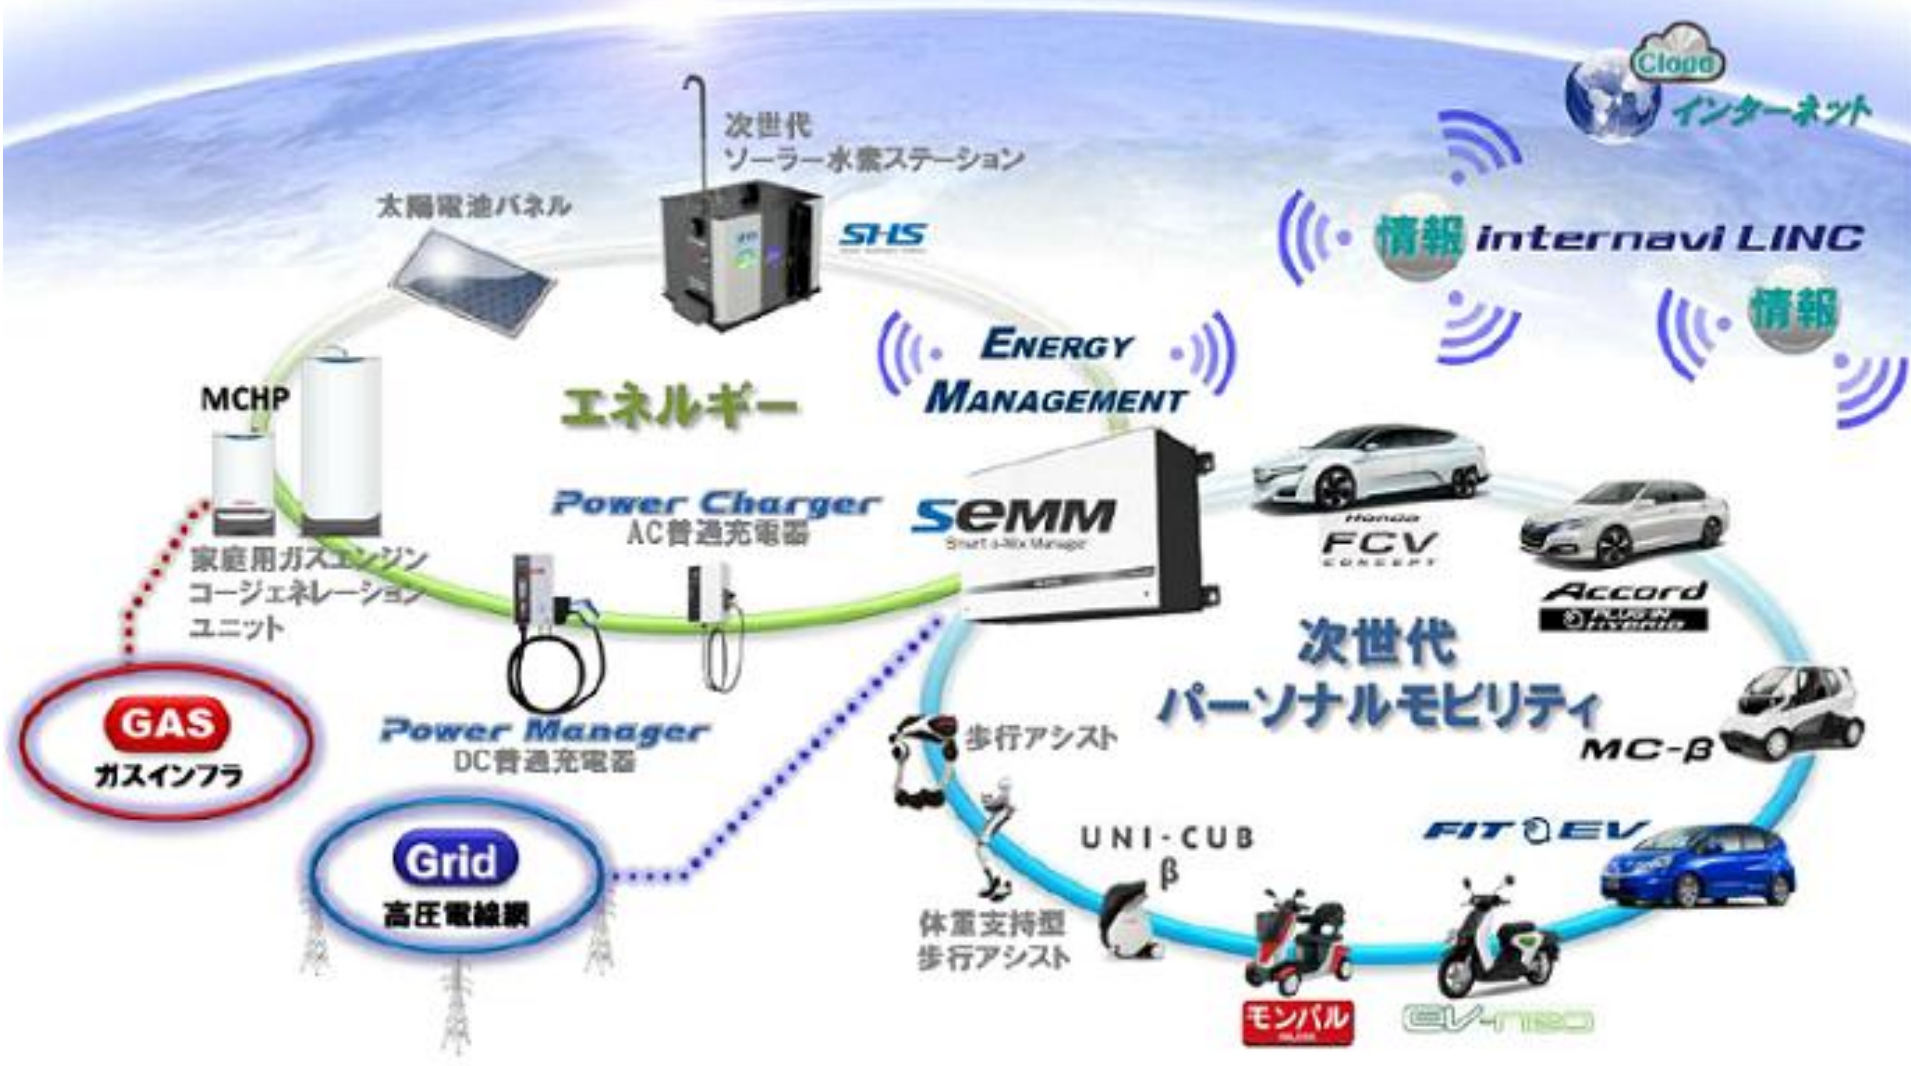 Cloud
インターネット
次世代
ソーラー水素ステーション
太陽電池パネル
SHS
情報 internavi LINC
情報
ENERGY
MANAGEMENT
MCHP
エネルギー
Power Charger
AC普通充電器
SeMM
Smart e-Mix Manager
Honda
FCV
CONCEPT
家庭用ガスエンジン
コージェネレーション
ユニット
Accord
PLUG-IN
HYBRID
次世代
パーソナルモビリティ
GAS
ガスインフラ
Power Manager
DC普通充電器
歩行アシスト
MC-β
UNI-CUB
β
FIT EV
Grid
高圧電線網
体重支持型
歩行アシスト
モンパル
EV-neo